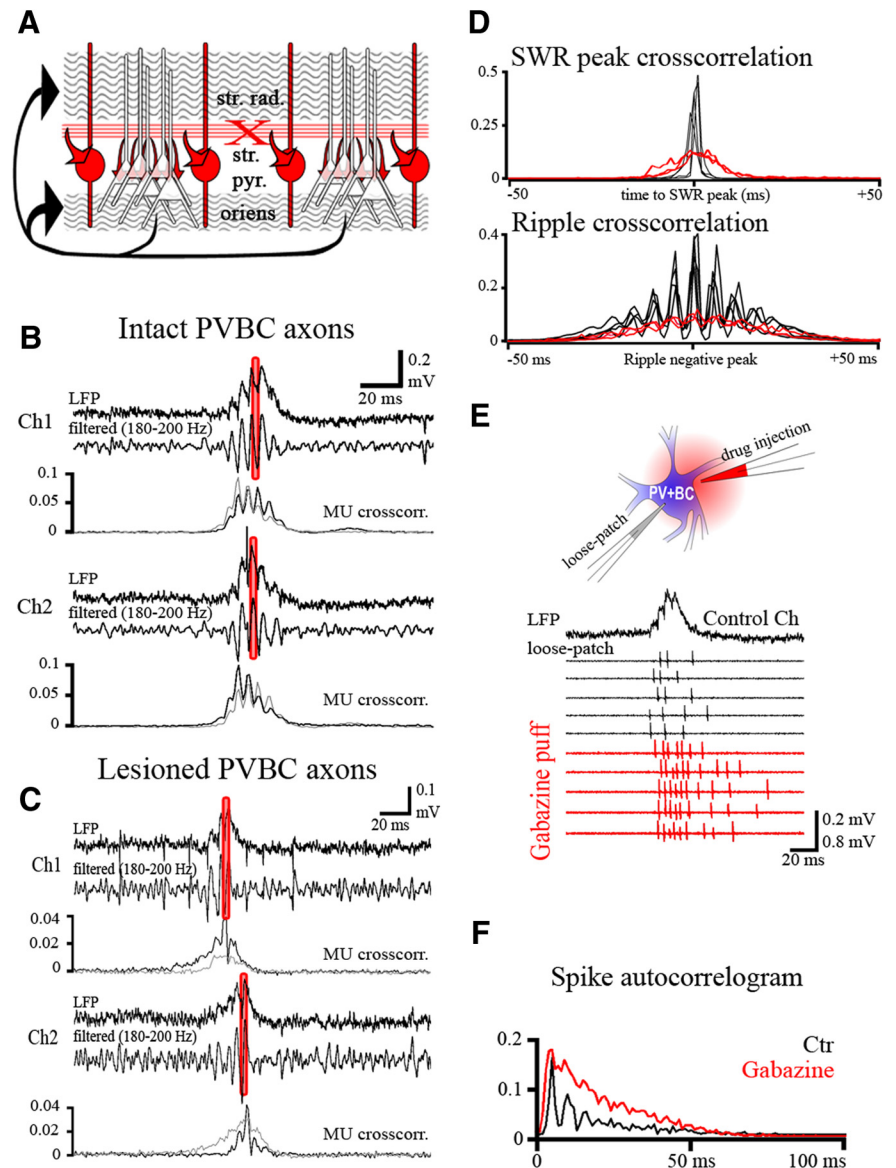 A
str. rad.
str.
pyr.
oriens
B
Intact PVBC axons
0.2
mV
20 ms
Ch1
LFP
filtered (180-200 Hz)
0.1
0.05
0
MU crosscorr.
Ch2
LFP
filtered (180-200 Hz)
0.1
0.05
0
MU crosscorr.
Lesioned PVBC axons
C
0.1
mV
20 ms
Ch1
LFP
filtered (180-200 Hz)
0.04
0.02
0
MU crosscorr.
Ch2
LFP
filtered (180-200 Hz)
0.04
0.02
0
MU crosscorr.
D
SWR peak crosscorrelation
0.5
0.25
0
-50
time to SWR peak (ms)
+50
Ripple crosscorrelation
0.4
0.2
0
-50 ms
Ripple negative peak
+50 ms
E
drug injection
PV+BC
loose-patch
LFP
Control Ch
loose-patch
Gabazine puff
0.2 mV
0.8 mV
20 ms
F
Spike autocorrelogram
0.2
0.1
0
Ctr
Gabazine
0
50 ms
100 ms